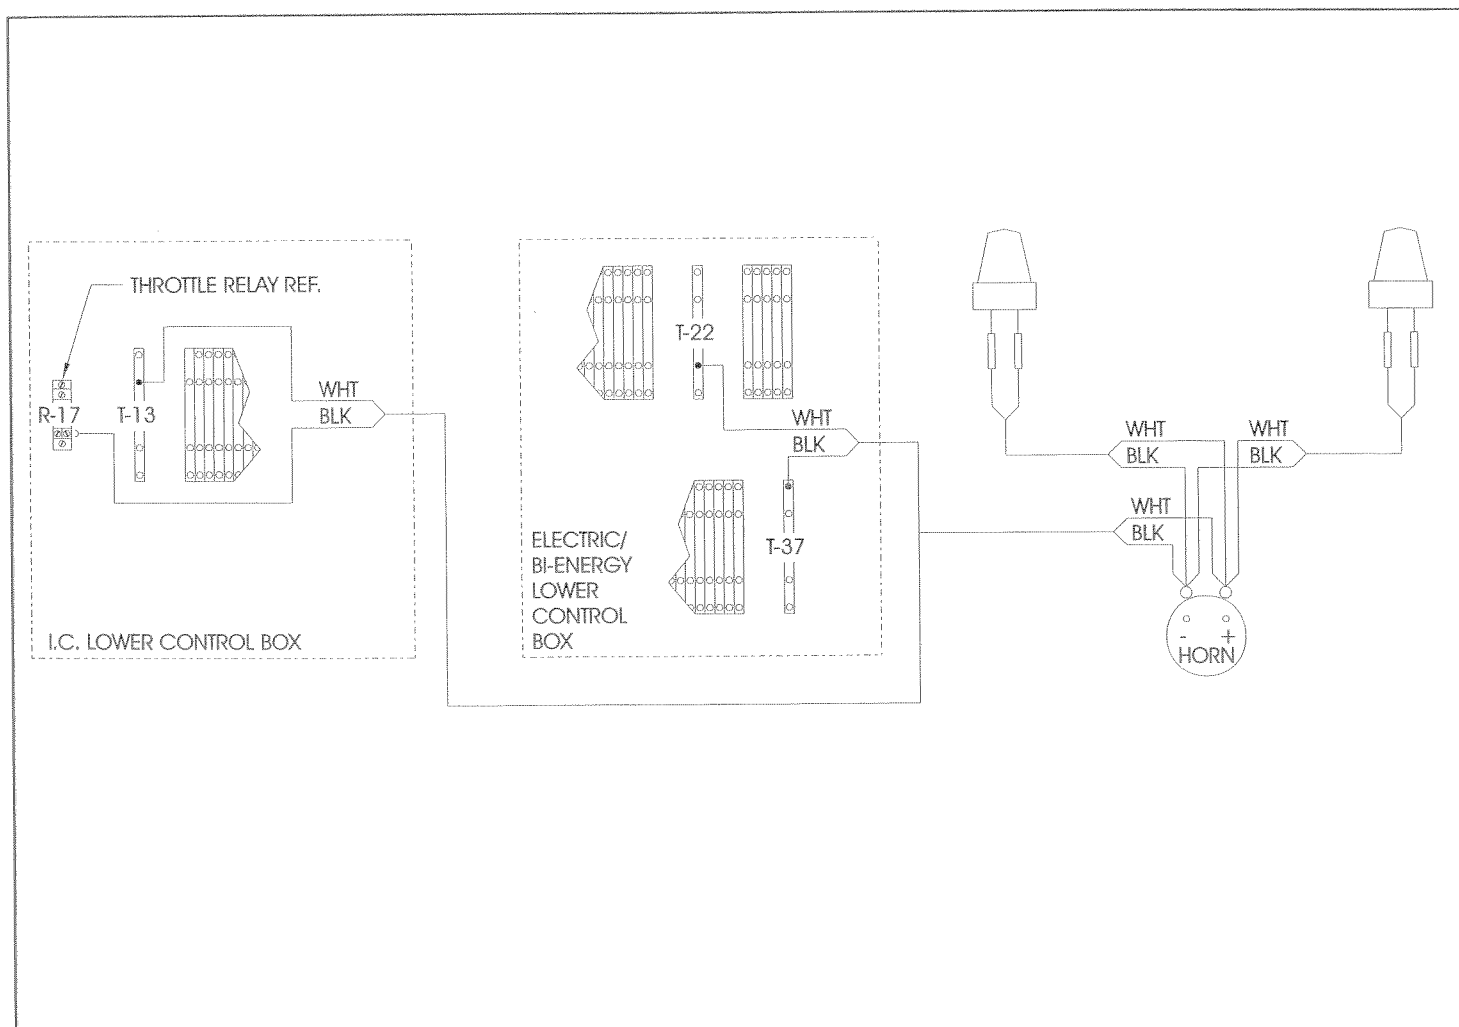 THROTTLE RELAY REF.
R-17
T-13
WHT
BLK
I.C. LOWER CONTROL BOX
T-22
WHT
BLK
T-37
ELECTRIC/
BI-ENERGY
LOWER
CONTROL
BOX
WHT
BLK
WHT
BLK
WHT
BLK
- +
HORN